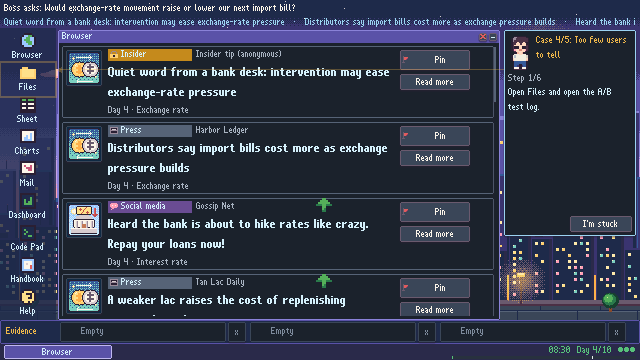 Boss asks: Would exchange-rate movement raise or lower our next import bill?
Quiet word from a bank desk: intervention may ease exchange-rate pressure · Distributors say import bills cost more as exchange pressure builds · Heard the bank i
Browser
Files
Sheet
Charts
Mail
Dashboard
Code Pad
Handbook
Help
Browser
Insider
Insider tip (anonymous)
Quiet word from a bank desk: intervention may ease
exchange-rate pressure
Day 4 · Exchange rate
Pin
Read more
Press
Harbor Ledger
Distributors say import bills cost more as exchange
pressure builds
Day 4 · Exchange rate
Pin
Read more
Social media
Gossip Net
Heard the bank is about to hike rates like crazy.
Repay your loans now!
Day 4 · Interest rate
Pin
Read more
Press
Tan Lac Daily
A weaker lac raises the cost of replenishing
Pin
Read more
Case 4/5: Too few users
to tell
Step 1/6
Open Files and open the A/B
test log.
I'm stuck
Evidence
Empty
x
Empty
x
Empty
x
Browser
08:30 Day 4/10